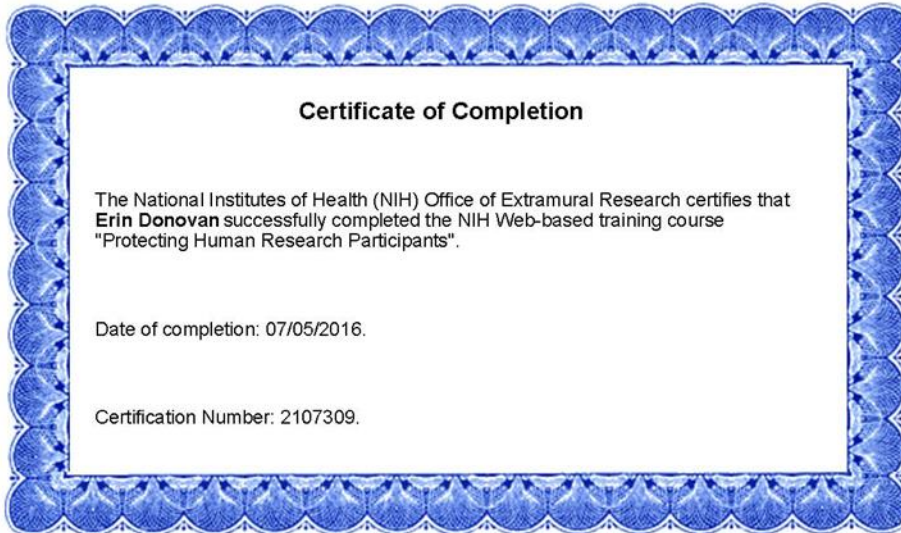 Certificate of Completion
The National Institutes of Health (NIH) Office of Extramural Research certifies that
Erin Donovan successfully completed the NIH Web-based training course
"Protecting Human Research Participants".
Date of completion: 07/05/2016.
Certification Number: 2107309.